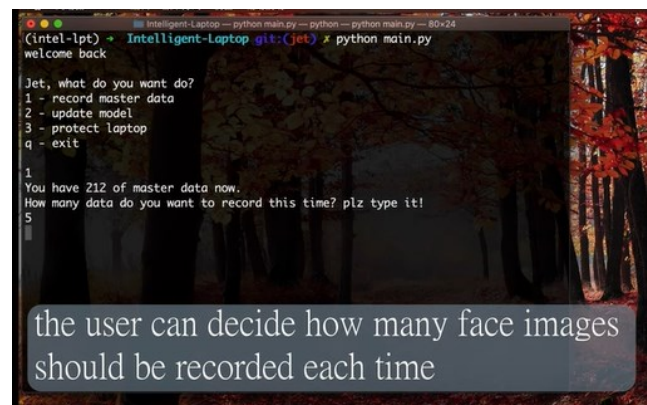 Intelligent-Laptop — python main.py — python — python main.py — 80×24
(intel-lpt) → Intelligent-Laptop git:(jet) ✗ python main.py
welcome back
Jet, what do you want do?
1 - record master data
2 - update model
3 - protect laptop
q - exit
1
You have 212 of master data now.
How many data do you want to record this time? plz type it!
5
the user can decide how many face images
should be recorded each time